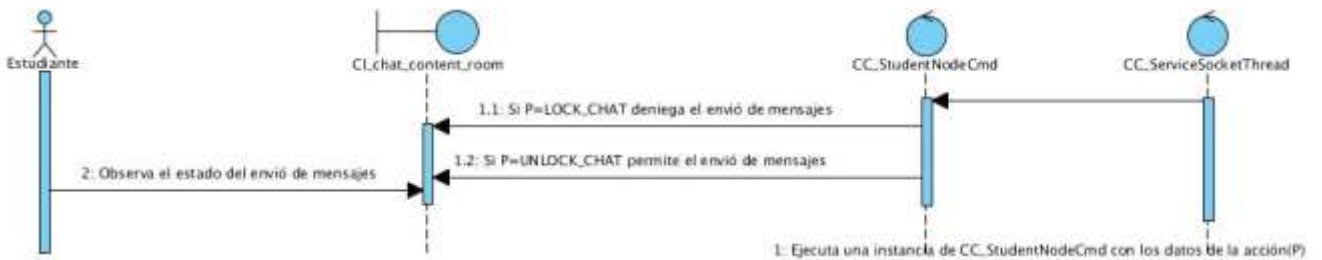 Estudiante
CI_chat_content_room
CC_StudentNodeCmd
CC_ServiceSocketThread
1.1: Si P=LOCK_CHAT deniega el envió de mensajes
1.2: Si P=UNLOCK_CHAT permite el envió de mensajes
2: Observa el estado del envió de mensajes
1: Ejecuta una instancia de CC_StudentNodeCmd con los datos de la acción(P)